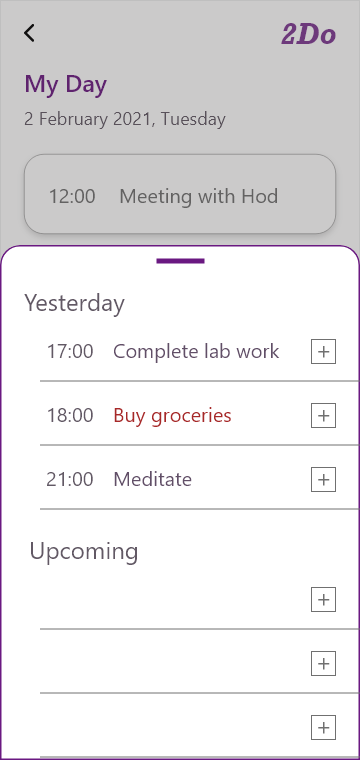 2Do
My Day
2 February 2021, Tuesday
12:00 Meeting with Hod
Yesterday
17:00 Complete lab work
18:00 Buy groceries
21:00 Meditate
Upcoming